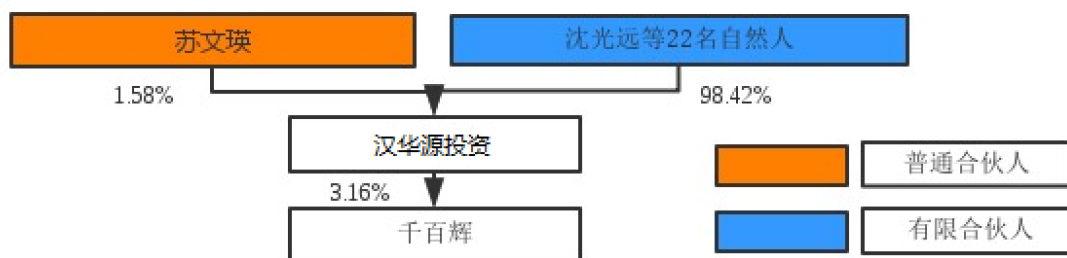 苏文瑛
沈光远等22名自然人
1.58%
98.42%
汉华源投资
普通合伙人
3.16%
千百辉
有限合伙人